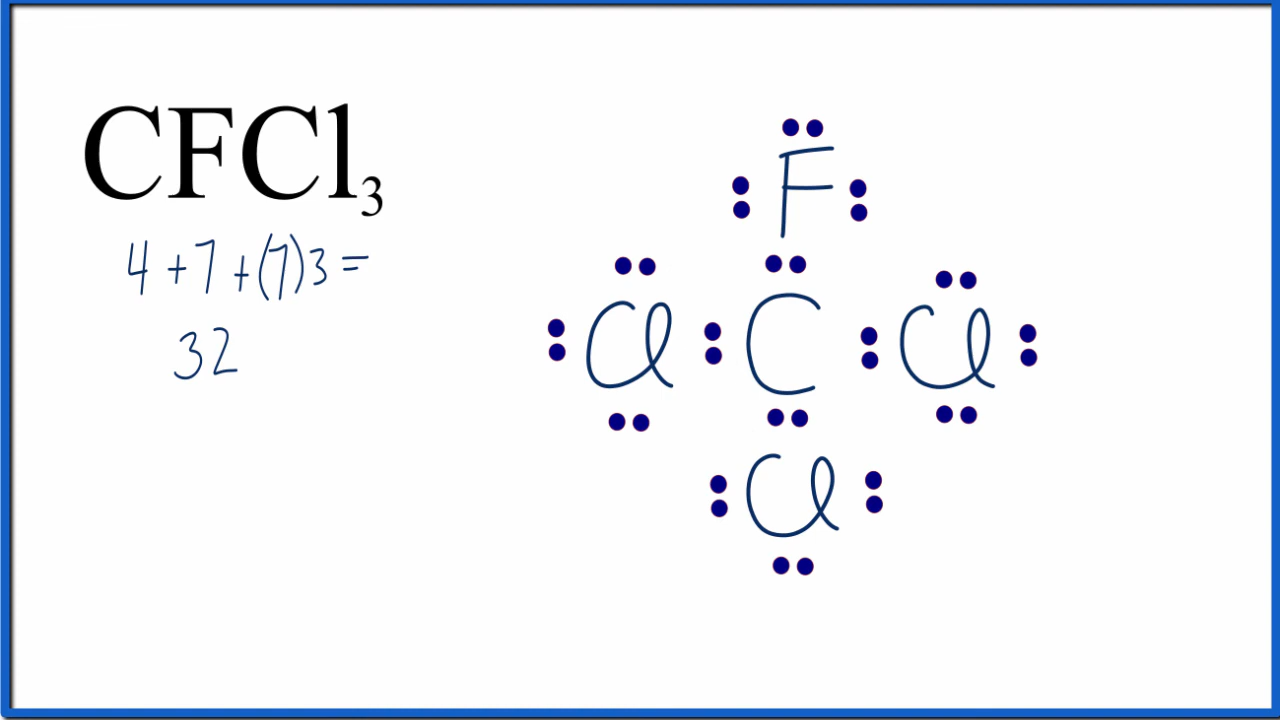 CFCl₃
4 + 7 + (7)3 =
32
F
Cl C Cl
Cl